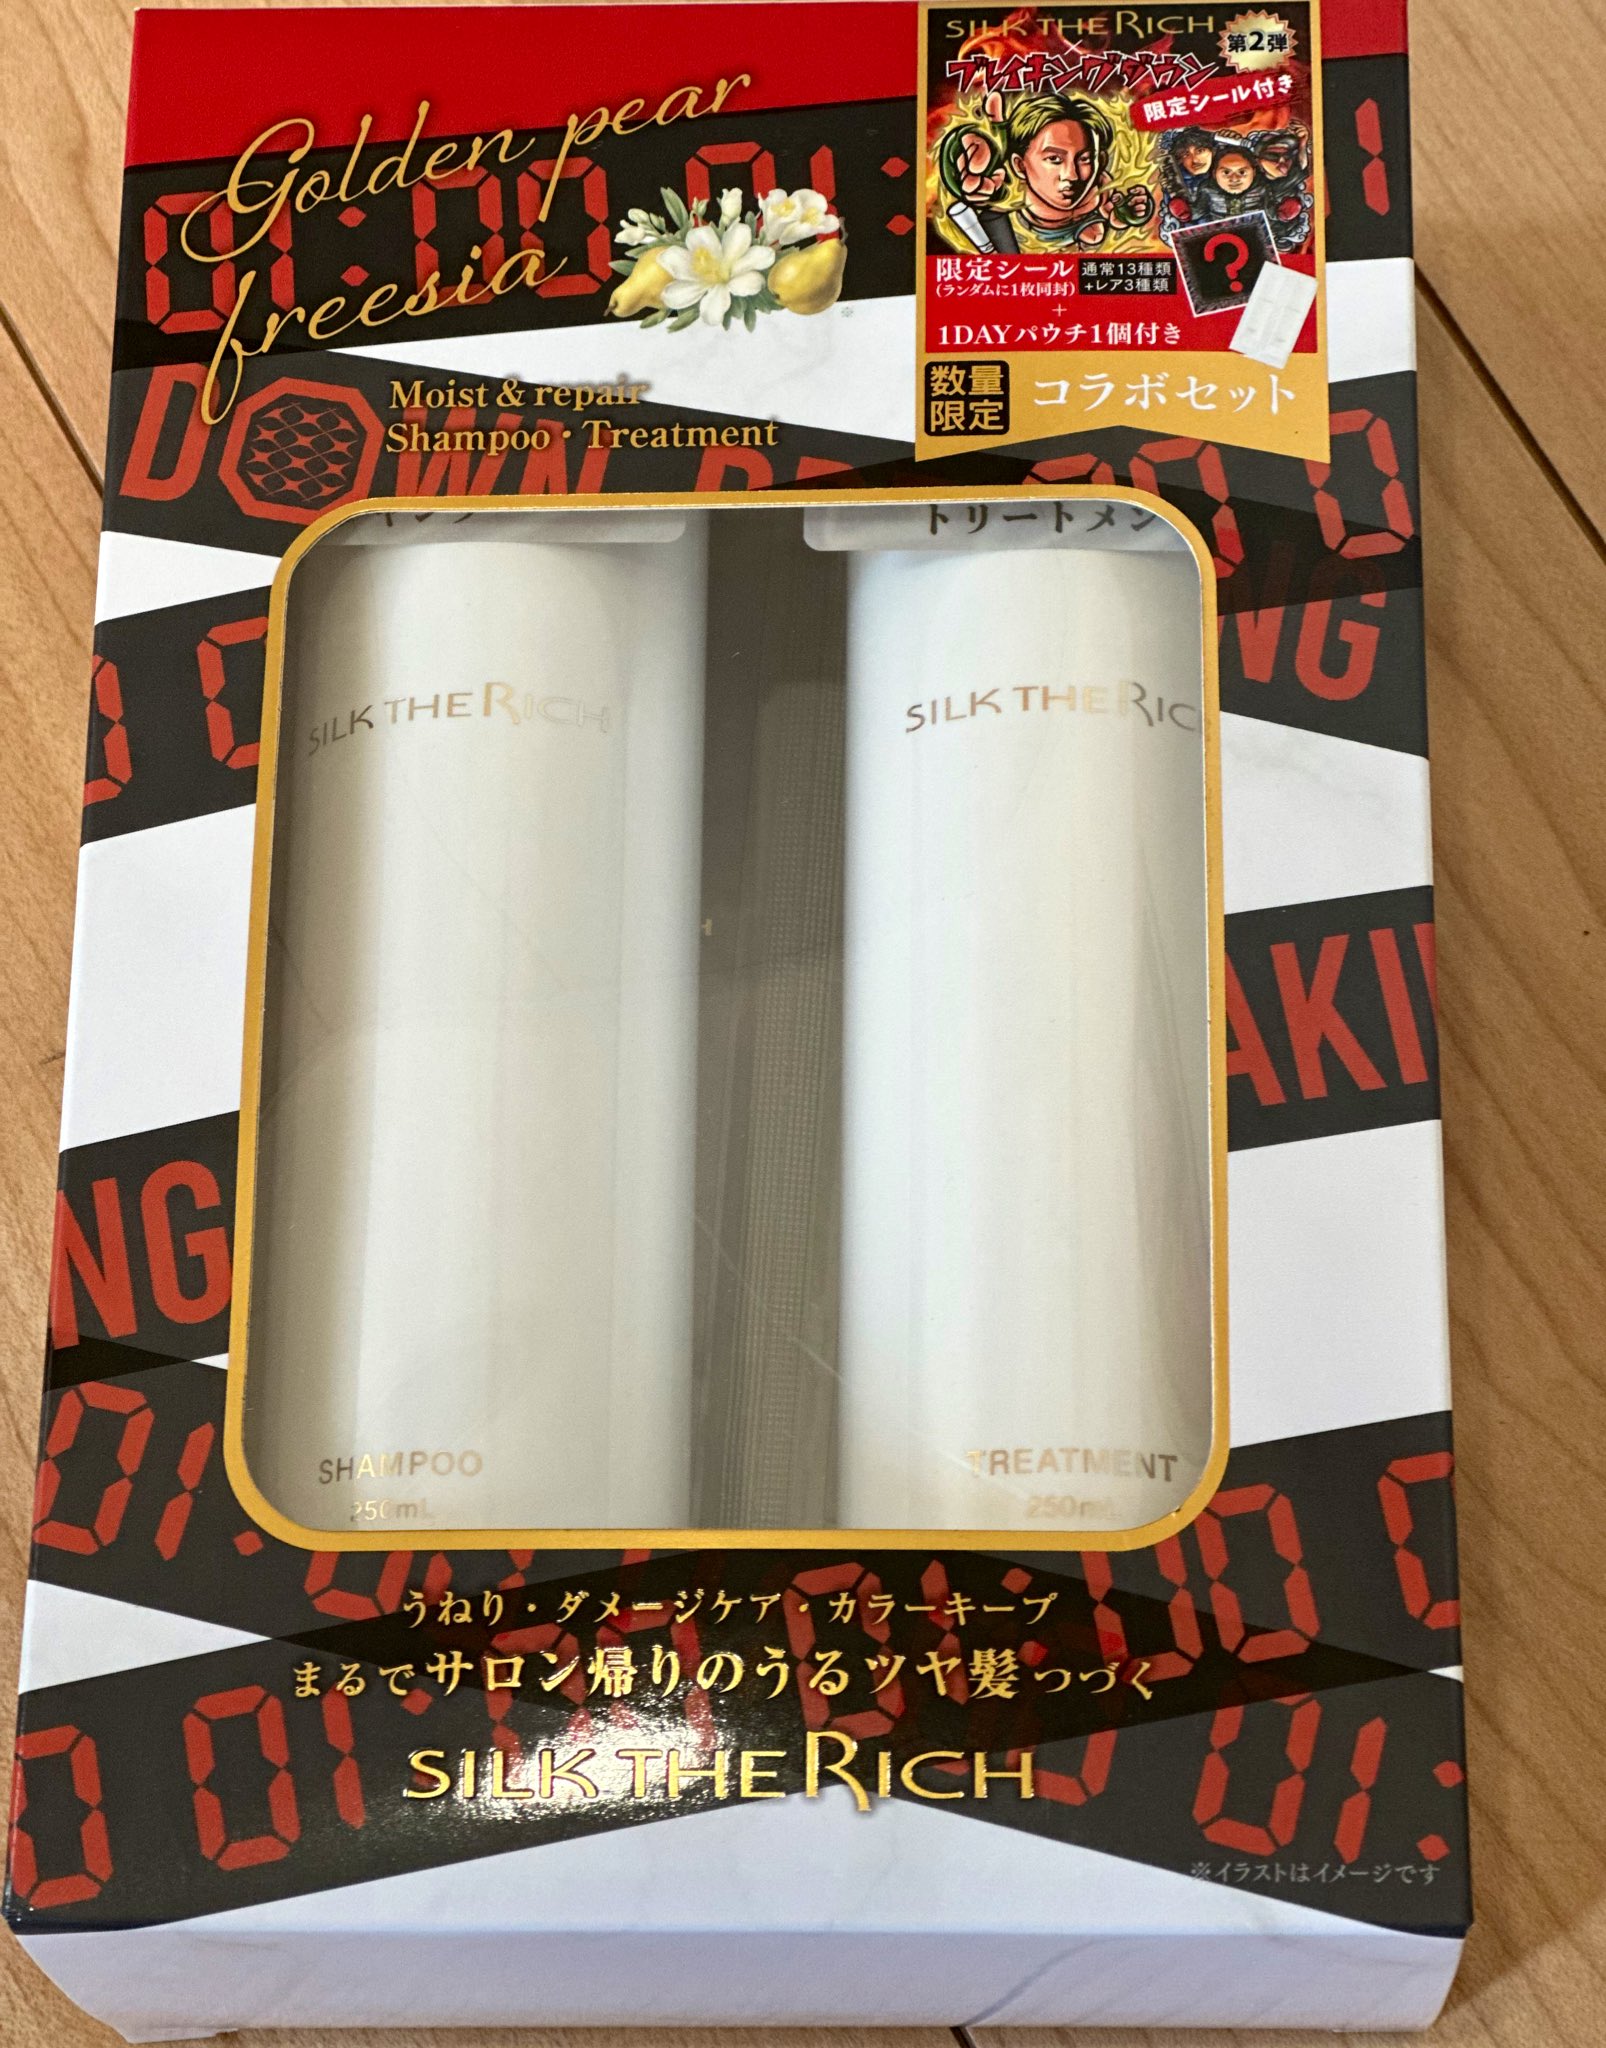 Golden pear
freesia
Moist & repair
Shampoo・Treatment
SILK THE RICH
×
ブレイキングダウン
第2弾
限定シール付き
限定シール
(ランダムに1枚同封)
通常13種類
+レア3種類
?
+
1DAYパウチ1個付き
数量
限定
コラボセット
01:00
DOWN
NG
トリートメン
SILK THE RICH
SILK THE RIC
AKI
NG
SHAMPOO
250mL
TREATMENT
250mL
うねり・ダメージケア・カラーキープ
まるでサロン帰りのうるツヤ髪つづく
SILK THE RICH
※イラストはイメージです